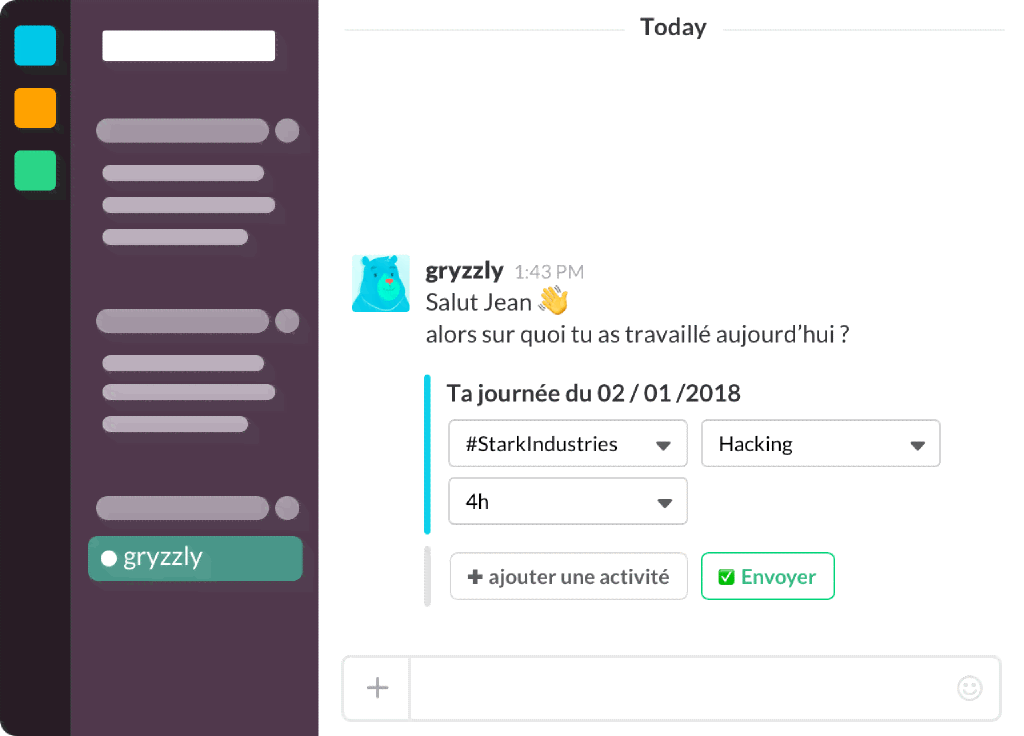 Today
gryzzly 1:43 PM
Salut Jean 👋
alors sur quoi tu as travaillé aujourd’hui ?
Ta journée du 02 / 01 /2018
#StarkIndustries
Hacking
4h
+ ajouter une activité
✅ Envoyer
gryzzly